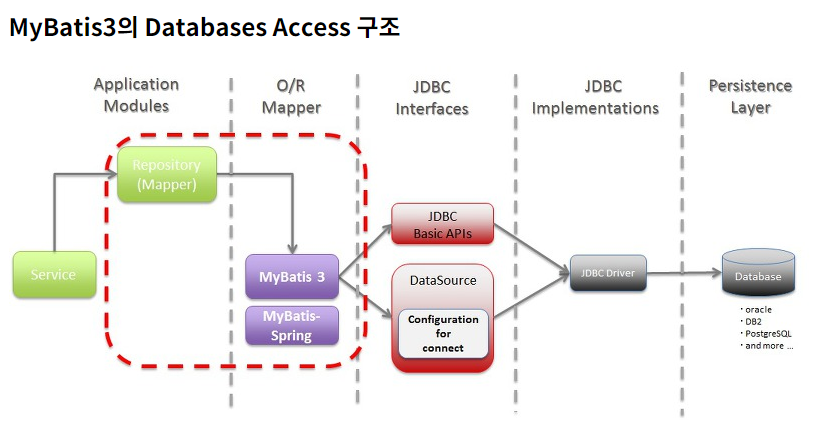 MyBatis3의 Databases Access 구조
Application
Modules
O/R
Mapper
JDBC
Interfaces
JDBC
Implementations
Persistence
Layer
Repository
(Mapper)
Service
MyBatis 3
MyBatis-
Spring
JDBC
Basic APIs
DataSource
Configuration
for
connect
JDBC Driver
Database
・oracle
・DB2
・PostgreSQL
・and more ...